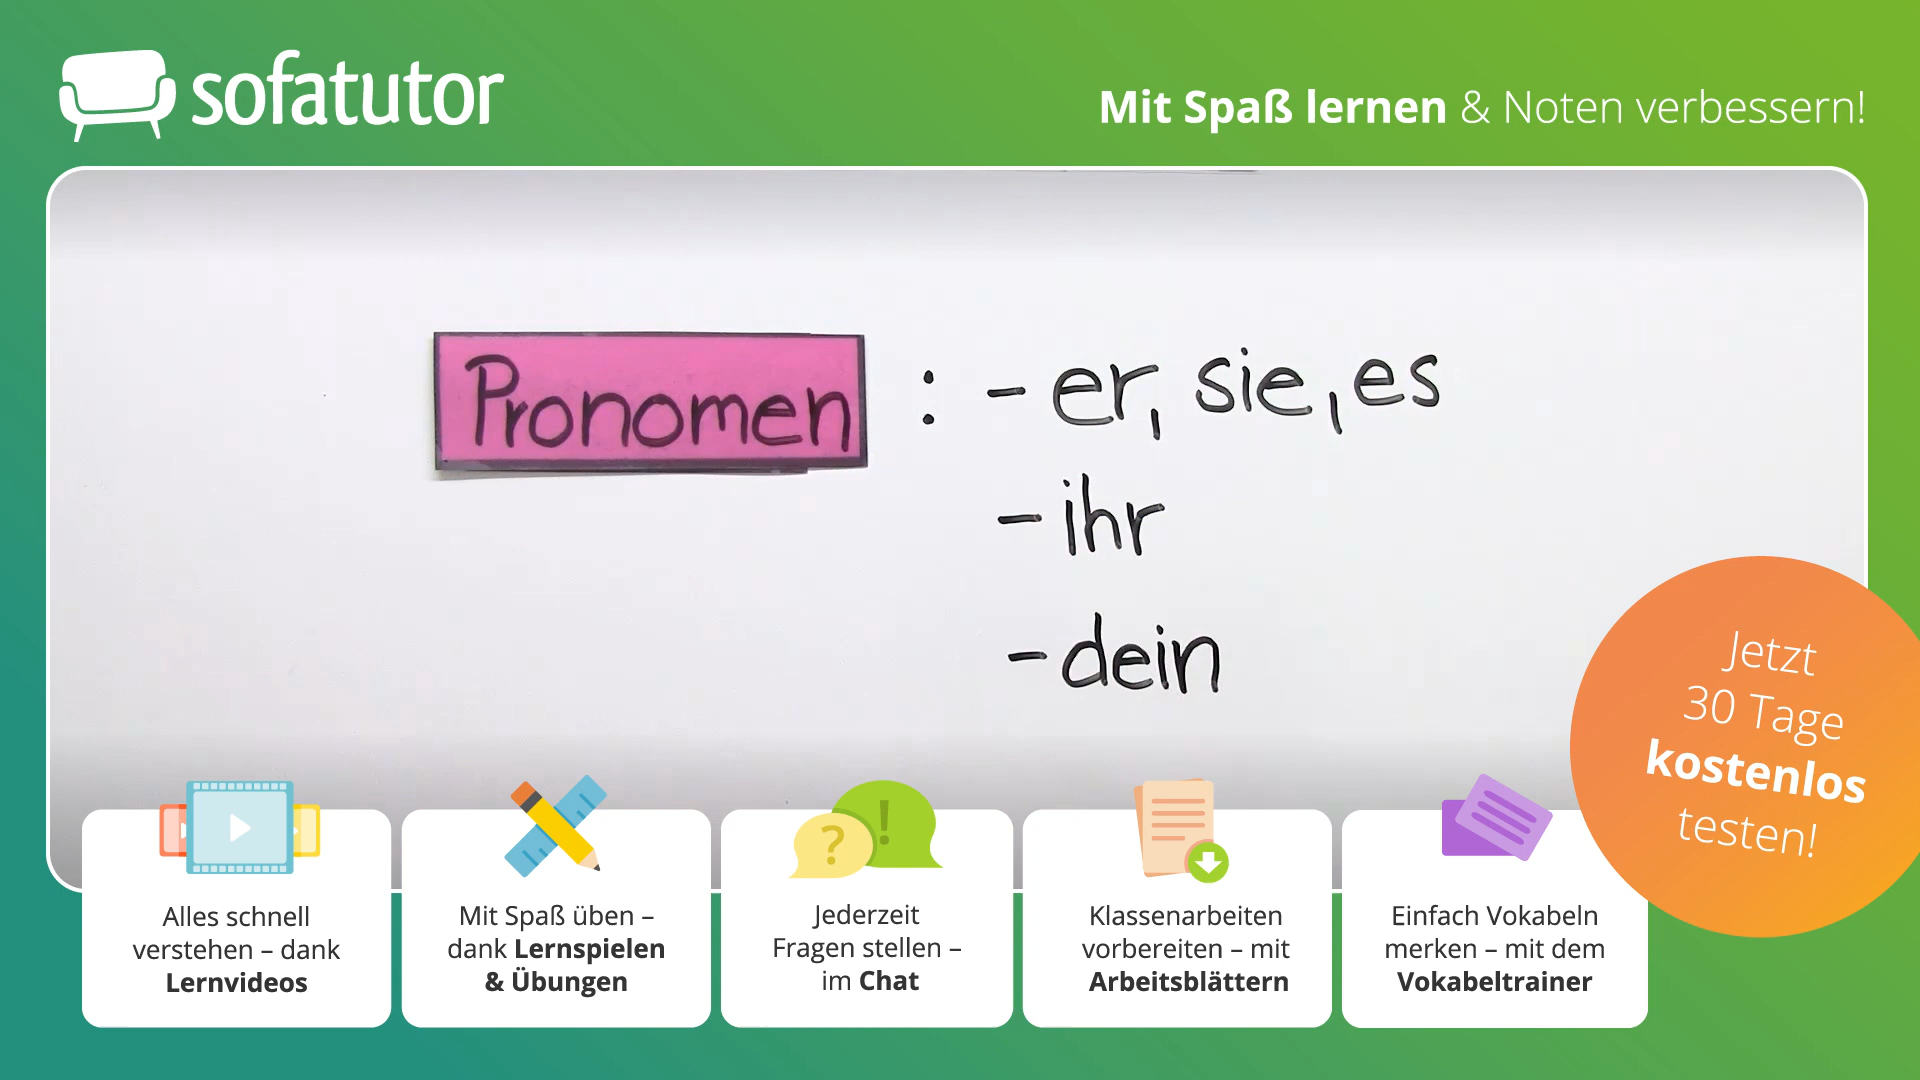 sofatutor
Mit Spaß lernen & Noten verbessern!
Pronomen : - er, sie, es
- ihr
- dein
Jetzt
30 Tage
kostenlos
testen!
Alles schnell
verstehen – dank
Lernvideos
Mit Spaß üben –
dank Lernspielen
& Übungen
? !
Jederzeit
Fragen stellen –
im Chat
Klassenarbeiten
vorbereiten – mit
Arbeitsblättern
Einfach Vokabeln
merken – mit dem
Vokabeltrainer